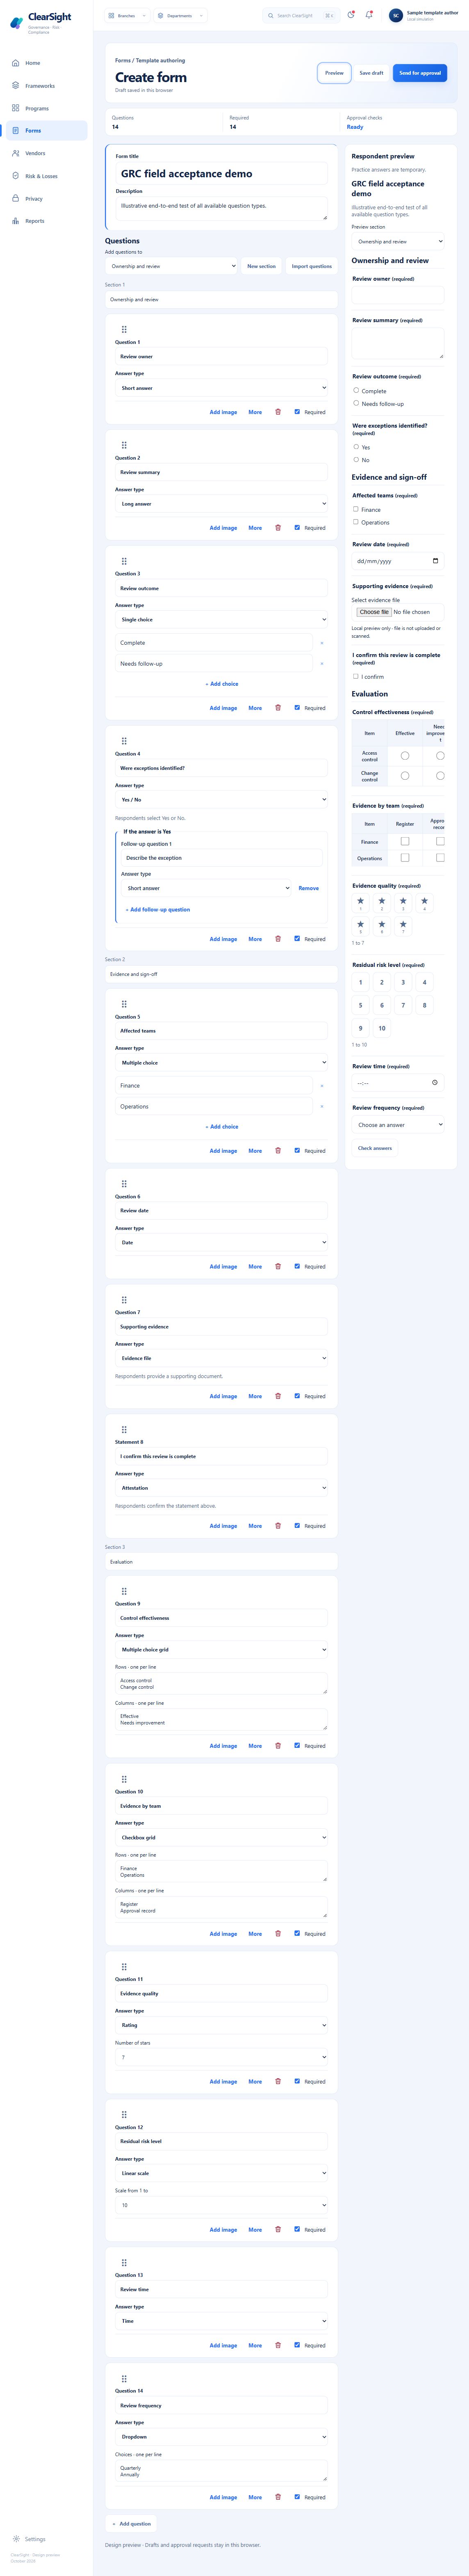 ClearSight
Governance · Risk · Compliance
Home
Frameworks
Programs
Forms
Vendors
Risk & Losses
Privacy
Reports
Settings
ClearSight · Design preview
October 2026
Branches
Departments
Search ClearSight
⌘ K
SC
Sample template author
Local simulation
Forms / Template authoring
Create form
Draft saved in this browser
Preview
Save draft
Send for approval
Questions
14
Required
14
Approval checks
Ready
Form title
GRC field acceptance demo
Description
Illustrative end-to-end test of all available question types.
Questions
Add questions to
Ownership and review
New section
Import questions
Section 1
Ownership and review
Question 1
Review owner
Answer type
Short answer
Add image More Required
Question 2
Review summary
Answer type
Long answer
Add image More Required
Question 3
Review outcome
Answer type
Single choice
Complete ×
Needs follow-up ×
+ Add choice
Add image More Required
Question 4
Were exceptions identified?
Answer type
Yes / No
Respondents select Yes or No.
If the answer is Yes
Follow-up question 1
Describe the exception
Answer type
Short answer
Remove
+ Add follow-up question
Add image More Required
Section 2
Evidence and sign-off
Question 5
Affected teams
Answer type
Multiple choice
Finance ×
Operations ×
+ Add choice
Add image More Required
Question 6
Review date
Answer type
Date
Add image More Required
Question 7
Supporting evidence
Answer type
Evidence file
Respondents provide a supporting document.
Add image More Required
Statement 8
I confirm this review is complete
Answer type
Attestation
Respondents confirm the statement above.
Add image More Required
Section 3
Evaluation
Question 9
Control effectiveness
Answer type
Multiple choice grid
Rows · one per line
Access control
Change control
Columns · one per line
Effective
Needs improvement
Add image More Required
Question 10
Evidence by team
Answer type
Checkbox grid
Rows · one per line
Finance
Operations
Columns · one per line
Register
Approval record
Add image More Required
Question 11
Evidence quality
Answer type
Rating
Number of stars
7
Add image More Required
Question 12
Residual risk level
Answer type
Linear scale
Scale from 1 to
10
Add image More Required
Question 13
Review time
Answer type
Time
Add image More Required
Question 14
Review frequency
Answer type
Dropdown
Choices · one per line
Quarterly
Annually
Add image More Required
+ Add question
Design preview · Drafts and approval requests stay in this browser.
Respondent preview
Practice answers are temporary.
GRC field acceptance
demo
Illustrative end-to-end test of all
available question types.
Preview section
Ownership and review
Ownership and review
Review owner (required)
Review summary (required)
Review outcome (required)
Complete
Needs follow-up
Were exceptions identified?
(required)
Yes
No
Evidence and sign-off
Affected teams (required)
Finance
Operations
Review date (required)
dd/mm/yyyy
Supporting evidence (required)
Select evidence file
Choose file No file chosen
Local preview only · file is not uploaded or
scanned.
I confirm this review is complete
(required)
I confirm
Evaluation
Control effectiveness (required)
Item Effective
Access
control
Change
control
Evidence by team (required)
Item Register
Finance
Operations
Evidence quality (required)
1 2 3 4
5 6 7
1 to 7
Residual risk level (required)
1 2 3 4
5 6 7 8
9 10
1 to 10
Review time (required)
--:--
Review frequency (required)
Choose an answer
Check answers